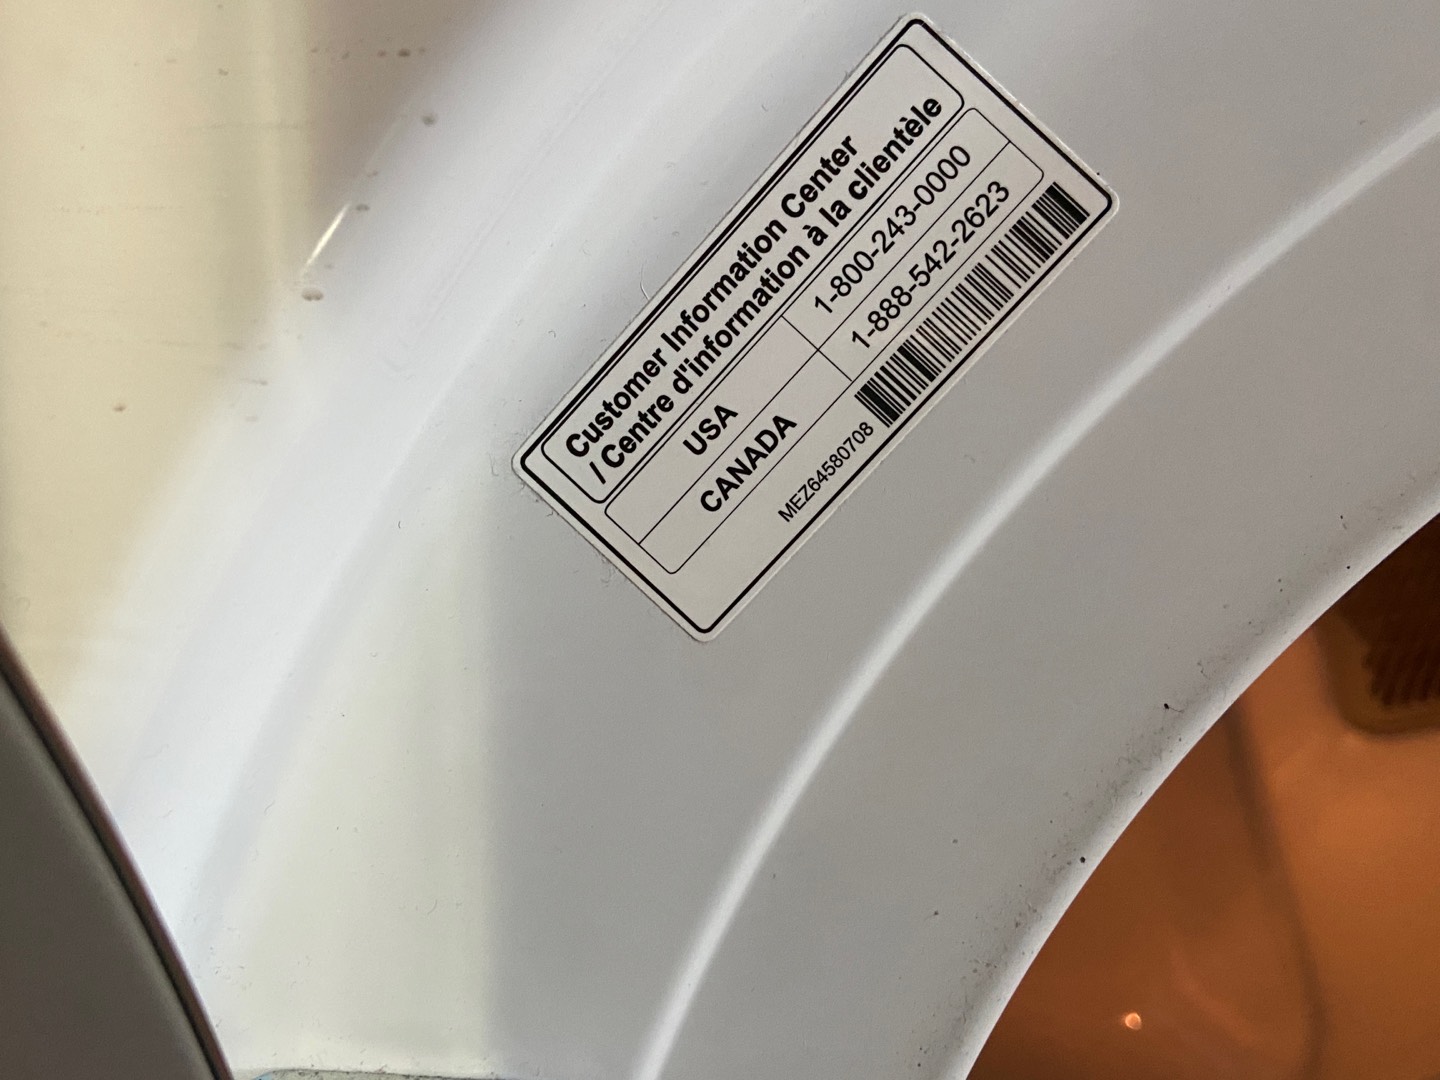 Customer Information Center
/ Centre d'information à la clientèle
USA 1-800-243-0000
CANADA 1-888-542-2623
MEZ64580708